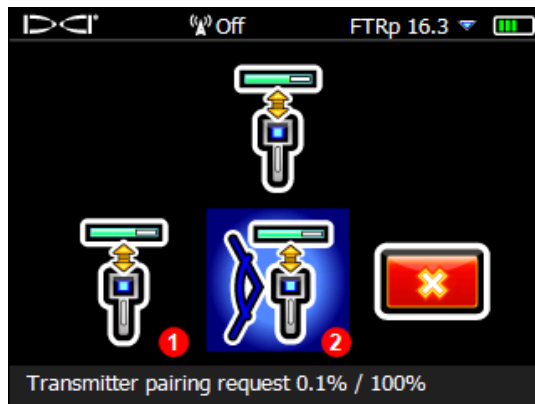 DCI
Off
FTRp 16.3
1
2
Transmitter pairing request 0.1% / 100%